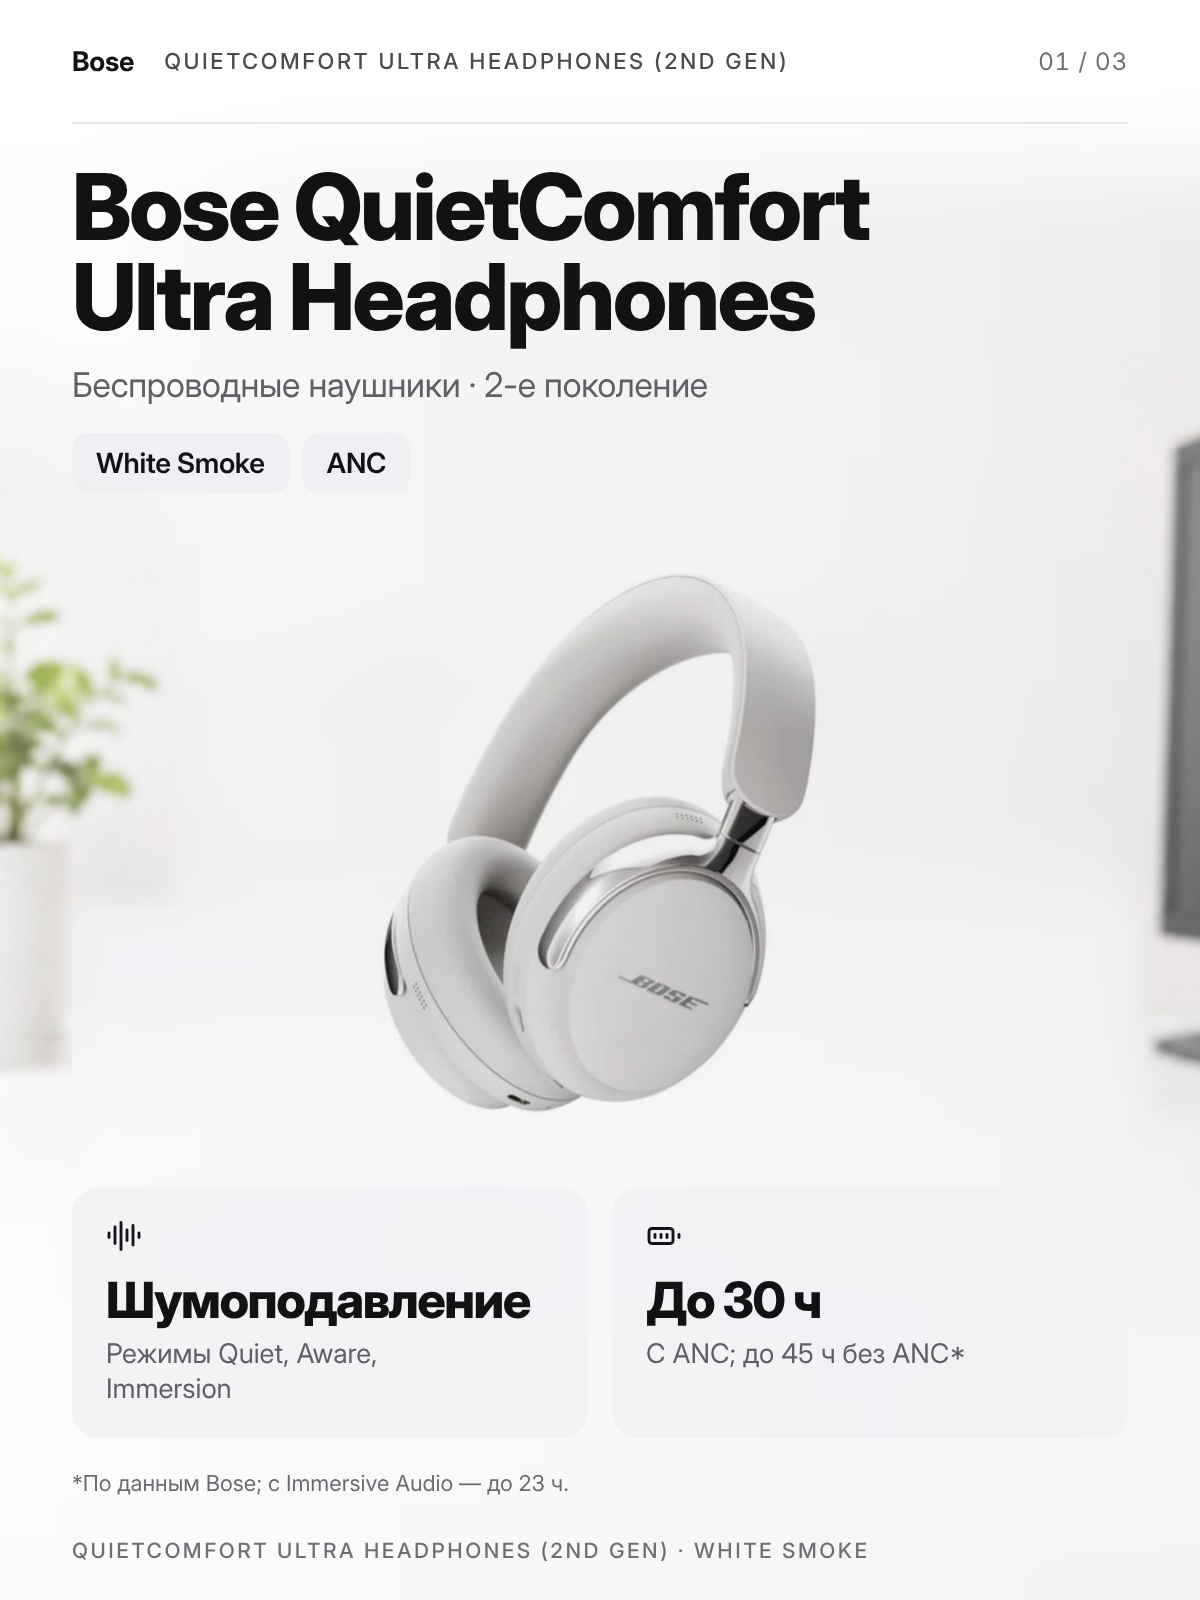 Bose QUIETCOMFORT ULTRA HEADPHONES (2ND GEN) 01 / 03
Bose QuietComfort
Ultra Headphones
Беспроводные наушники · 2-е поколение
White Smoke ANC
BOSE
Шумоподавление
Режимы Quiet, Aware,
Immersion
До 30 ч
С ANC; до 45 ч без ANC*
*По данным Bose; с Immersive Audio — до 23 ч.
QUIETCOMFORT ULTRA HEADPHONES (2ND GEN) · WHITE SMOKE